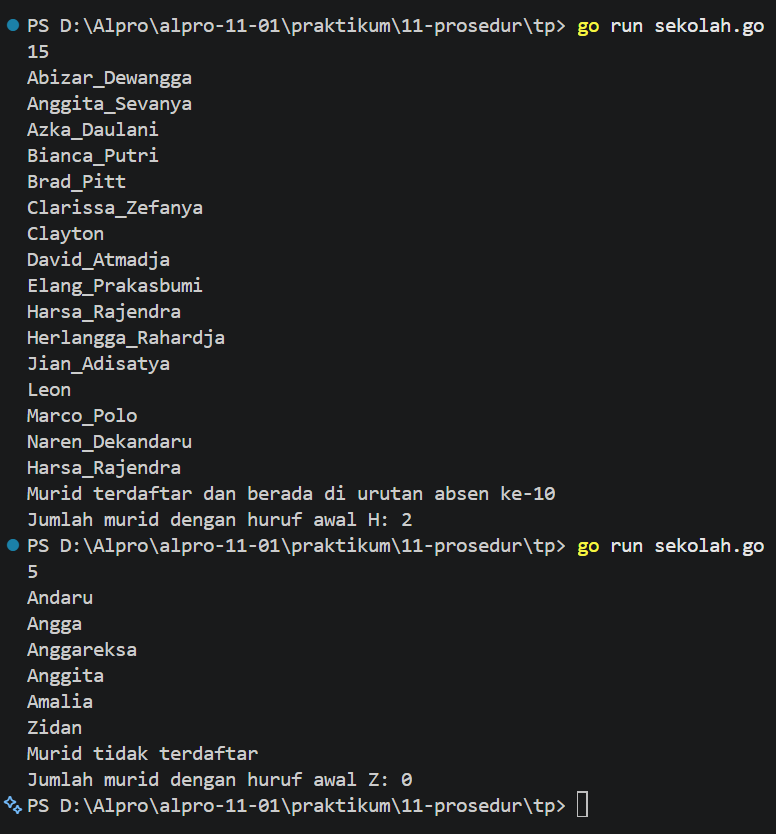 PS D:\Alpro\alpro-11-01\praktikum\11-prosedur\tp> go run sekolah.go
15
Abizar_Dewangga
Anggita_Sevanya
Azka_Daulani
Bianca_Putri
Brad_Pitt
Clarissa_Zefanya
Clayton
David_Atmadja
Elang_Prakasbumi
Harsa_Rajendra
Herlangga_Rahardja
Jian_Adisatya
Leon
Marco_Polo
Naren_Dekandaru
Harsa_Rajendra
Murid terdaftar dan berada di urutan absen ke-10
Jumlah murid dengan huruf awal H: 2
PS D:\Alpro\alpro-11-01\praktikum\11-prosedur\tp> go run sekolah.go
5
Andaru
Angga
Anggareksa
Anggita
Amalia
Zidan
Murid tidak terdaftar
Jumlah murid dengan huruf awal Z: 0
PS D:\Alpro\alpro-11-01\praktikum\11-prosedur\tp>